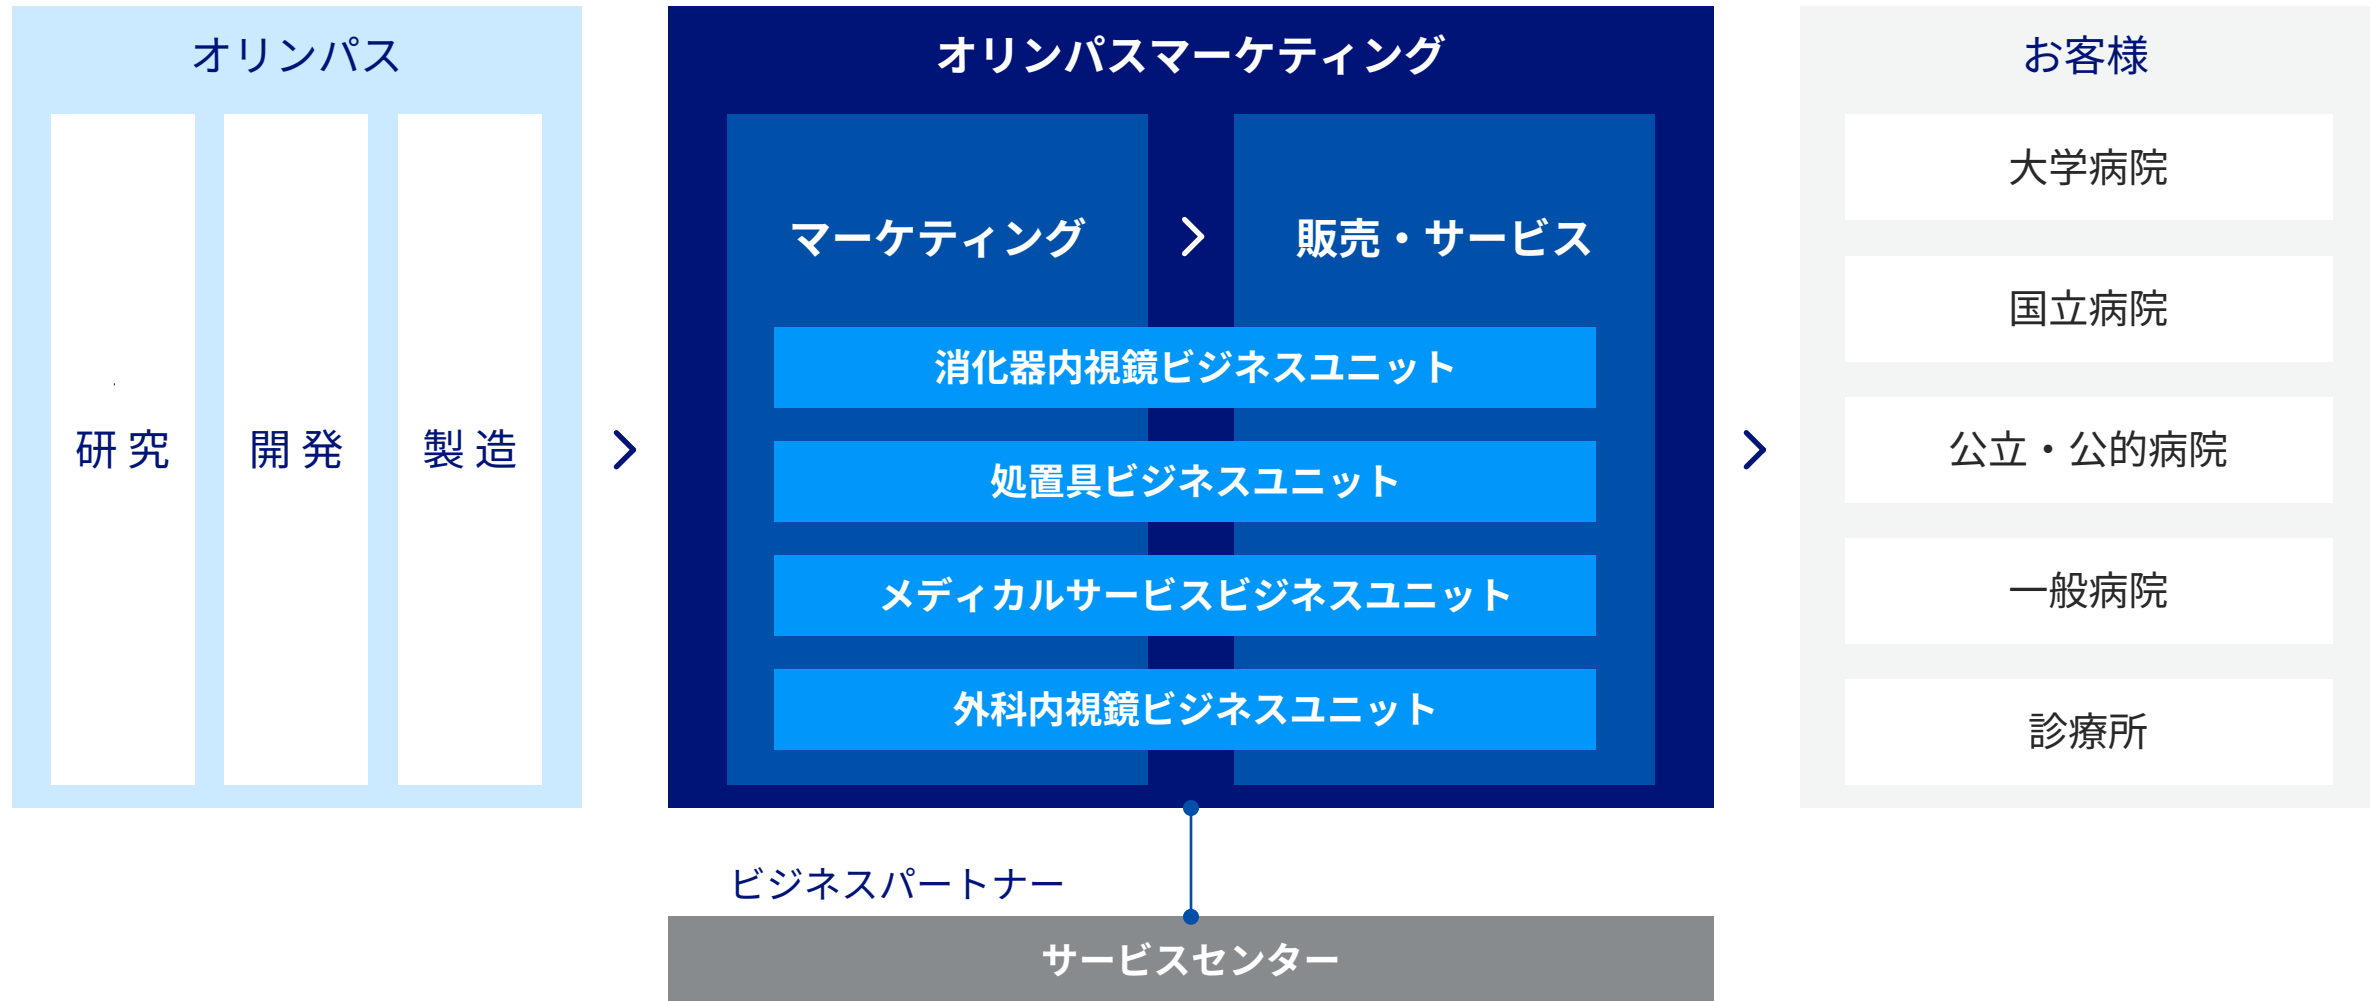 オリンパス
研究
開発
製造
オリンパスマーケティング
マーケティング
販売・サービス
消化器内視鏡ビジネスユニット
処置具ビジネスユニット
メディカルサービスビジネスユニット
外科内視鏡ビジネスユニット
ビジネスパートナー
サービスセンター
お客様
大学病院
国立病院
公立・公的病院
一般病院
診療所